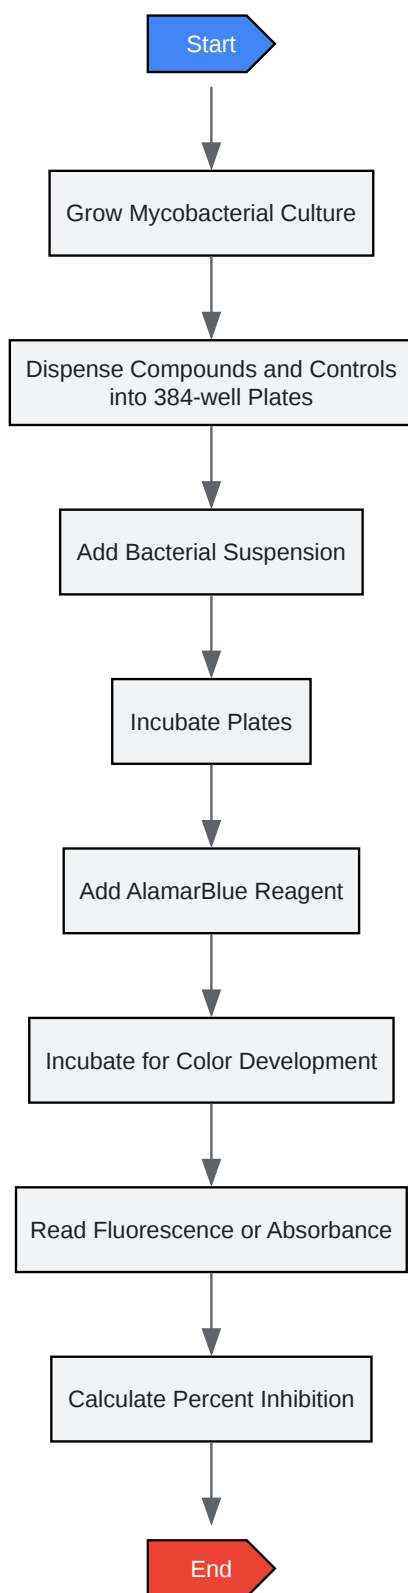 Start
Grow Mycobacterial Culture
Dispense Compounds and Controls
into 384-well Plates
Add Bacterial Suspension
Incubate Plates
Add AlamarBlue Reagent
Incubate for Color Development
Read Fluorescence or Absorbance
Calculate Percent Inhibition
End